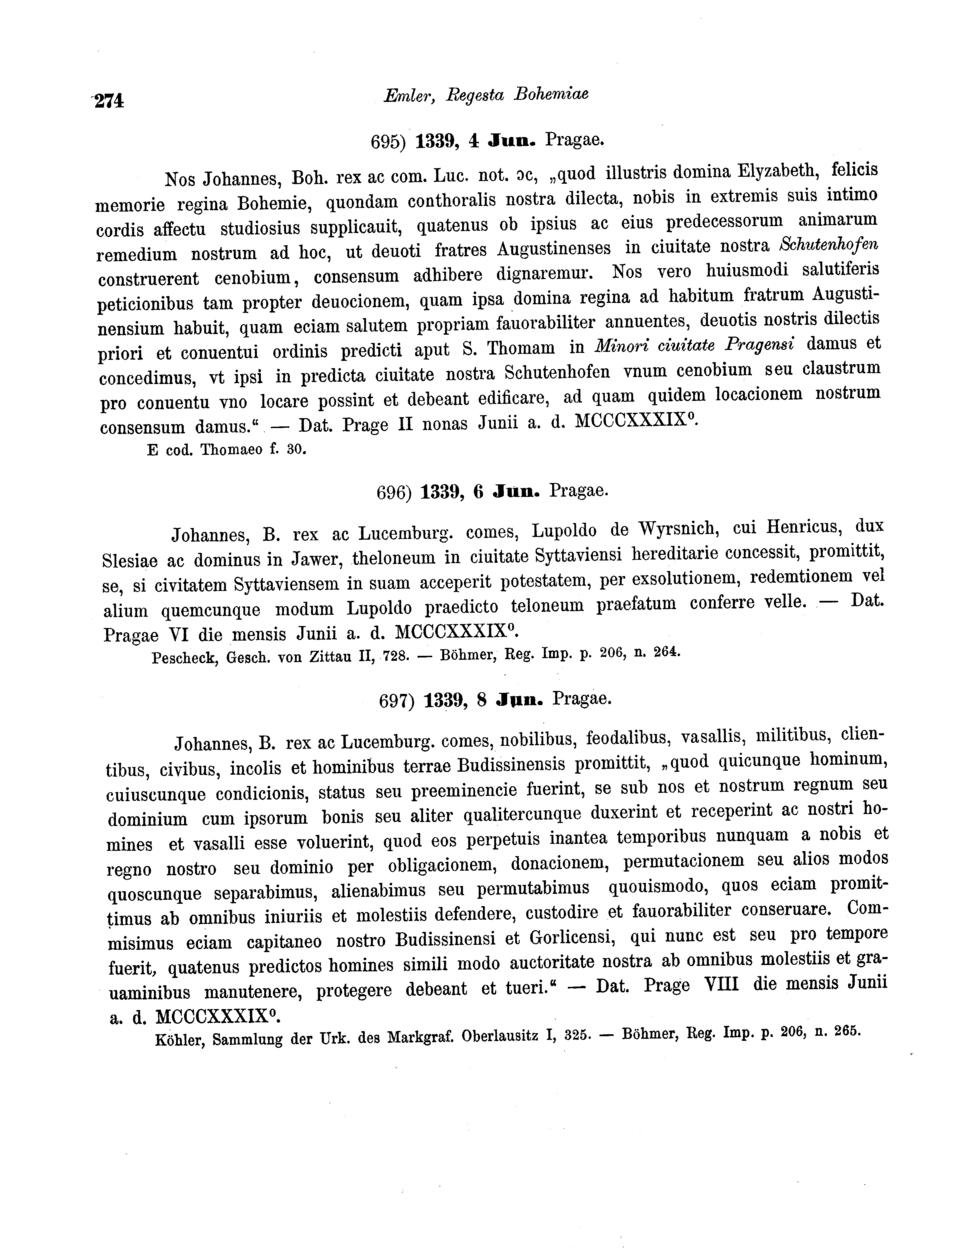 274 Emler, Regesta Bohemiae
695) 1339, 4 Jun. Pragae.
Nos Johannes, Boh. rex ac com. Luc. not. ɔc, „quod illustris domina Elyzabeth, felicis
memorie regina Bohemie, quondam conthoralis nostra dilecta, nobis in extremis suis intimo
cordis affectu studiosius supplicauit, quatenus ob ipsius ac eius predecessorum animarum
remedium nostrum ad hoc, ut deuoti fratres Augustinenses in ciuitate nostra Schutenhofen
construerent cenobium, consensum adhibere dignaremur. Nos vero huiusmodi salutiferis
peticionibus tam propter deuocionem, quam ipsa domina regina ad habitum fratrum Augusti-
nensium habuit, quam eciam salutem propriam fauorabiliter annuentes, deuotis nostris dilectis
priori et conuentui ordinis predicti aput S. Thomam in Minori ciuitate Pragensi damus et
concedimus, vt ipsi in predicta ciuitate nostra Schutenhofen vnum cenobium seu claustrum
pro conuentu vno locare possint et debeant edificare, ad quam quidem locacionem nostrum
consensum damus.“ — Dat. Prage II nonas Junii a. d. MCCCXXXIX⁰.
E cod. Thomaeo f. 30.
696) 1339, 6 Jun. Pragae.
Johannes, B. rex ac Lucemburg. comes, Lupoldo de Wyrsnich, cui Henricus, dux
Slesiae ac dominus in Jawer, theloneum in ciuitate Syttaviensi hereditarie concessit, promittit,
se, si civitatem Syttaviensem in suam acceperit potestatem, per exsolutionem, redemtionem vel
alium quemcunque modum Lupoldo praedicto teloneum praefatum conferre velle. — Dat.
Pragae VI die mensis Junii a. d. MCCCXXXIX⁰.
Pescheck, Gesch. von Zittau II, 728. — Böhmer, Reg. Imp. p. 206, n. 264.
697) 1339, 8 Jun. Pragae.
Johannes, B. rex ac Lucemburg. comes, nobilibus, feodalibus, vasallis, militibus, clien-
tibus, civibus, incolis et hominibus terrae Budissinensis promittit, „quod quicunque hominum,
cuiuscunque condicionis, status seu preeminencie fuerint, se sub nos et nostrum regnum seu
dominium cum ipsorum bonis seu aliter qualitercunque duxerint et receperint ac nostri ho-
mines et vasalli esse voluerint, quod eos perpetuis inantea temporibus nunquam a nobis et
regno nostro seu dominio per obligacionem, donacionem, permutacionem seu alios modos
quoscunque separabimus, alienabimus seu permutabimus quouismodo, quos eciam promit-
timus ab omnibus iniuriis et molestiis defendere, custodire et fauorabiliter conseruare. Com-
misimus eciam capitaneo nostro Budissinensi et Gorlicensi, qui nunc est seu pro tempore
fuerit, quatenus predictos homines simili modo auctoritate nostra ab omnibus molestiis et gra-
uaminibus manutenere, protegere debeant et tueri.“ — Dat. Prage VIII die mensis Junii
a. d. MCCCXXXIX⁰.
Köhler, Sammlung der Urk. des Markgraf. Oberlausitz I, 325. — Böhmer, Reg. Imp. p. 206, n. 265.